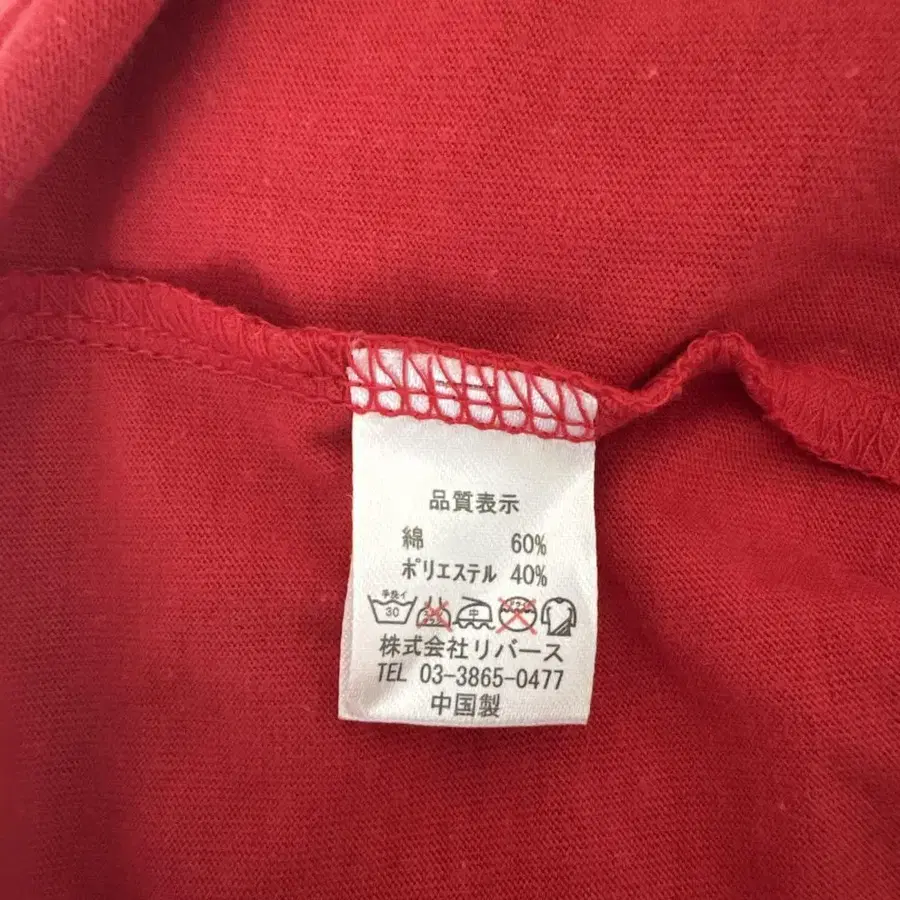 品質表示
綿 60%
ポリエステル 40%
手洗イ 30 中
株式会社リバース
TEL 03-3865-0477
中国製